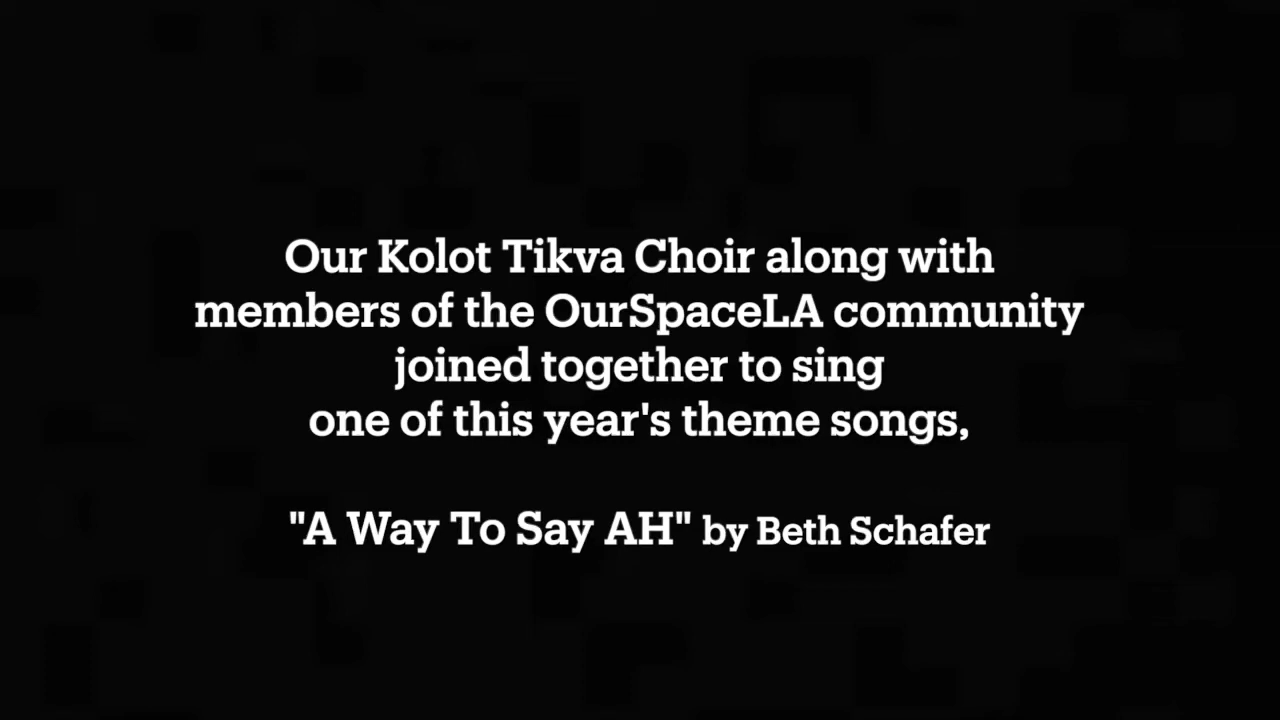 Our Kolot Tikva Choir along with
members of the OurSpaceLA community
joined together to sing
one of this year's theme songs,
"A Way To Say AH" by Beth Schafer